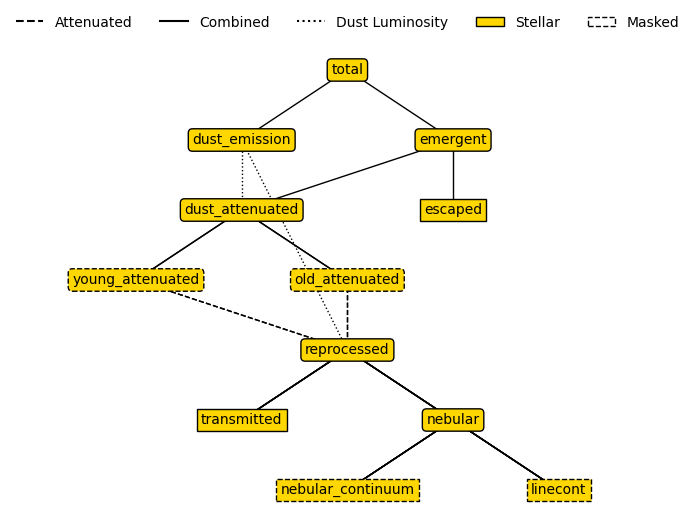 Attenuated Combined Dust Luminosity Stellar Masked
total
dust_emission emergent
dust_attenuated escaped
young_attenuated old_attenuated
reprocessed
transmitted nebular
nebular_continuum linecont